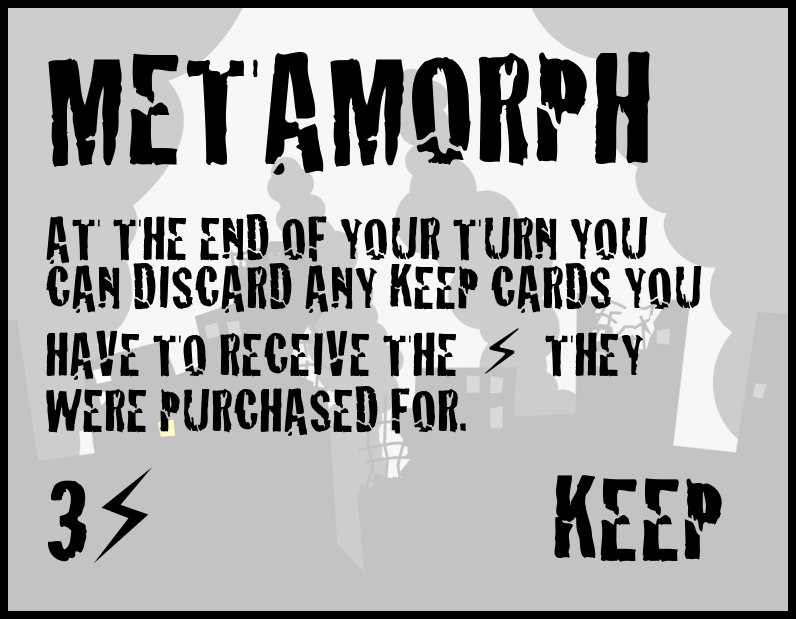 METAMORPH
AT THE END OF YOUR TURN YOU
CAN DISCARD ANY KEEP CARDS YOU
HAVE TO RECEIVE THE ⚡ THEY
WERE PURCHASED FOR.
3⚡ KEEP